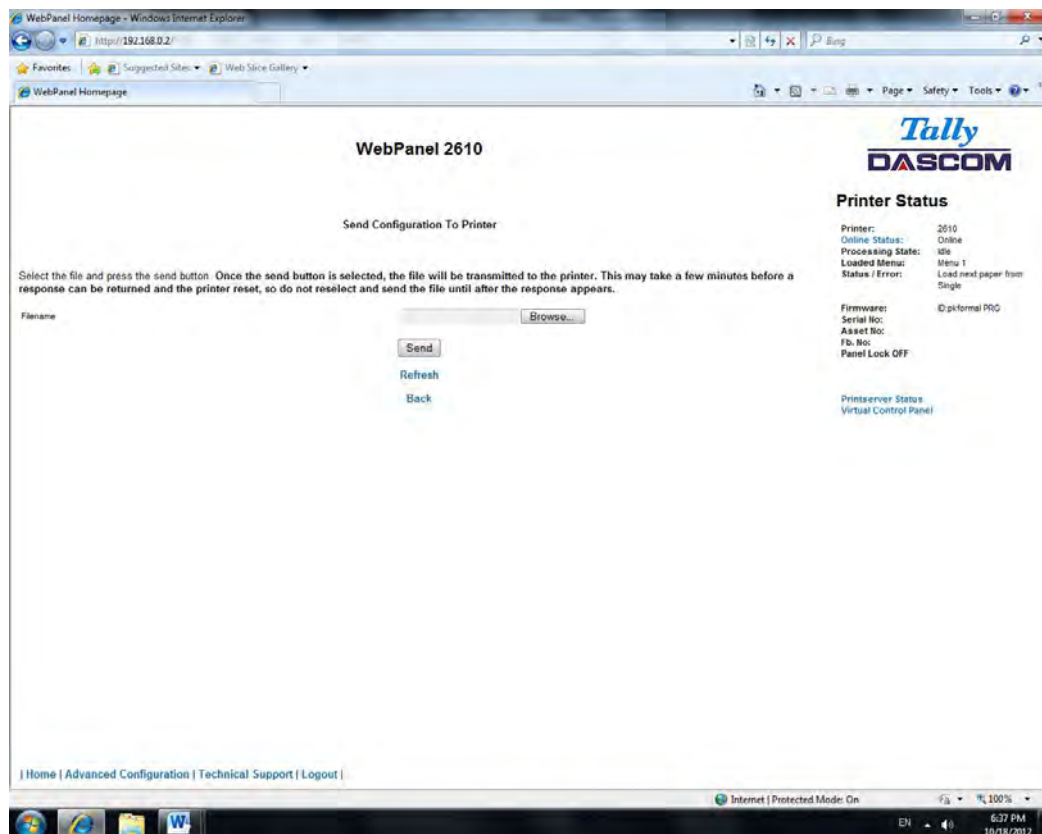 WebPanel Homepage - Windows Internet Explorer
http://192.168.0.2/
Bing
Favorites Suggested Sites Web Slice Gallery
WebPanel Homepage
Page Safety Tools
Tally
DASCOM
WebPanel 2610
Printer Status
Send Configuration To Printer
Printer: 2610
Online Status: Online
Processing State: Idle
Loaded Menu: Menu 1
Status / Error: Load next paper from
Single
Select the file and press the send button. Once the send button is selected, the file will be transmitted to the printer. This may take a few minutes before a
response can be returned and the printer reset, so do not reselect and send the file until after the response appears.
Firmware:
Serial No:
Asset No:
Fb. No:
Panel Lock OFF
Filename Browse...
Send
Refresh
Back
Printserver Status
Virtual Control Panel
| Home | Advanced Configuration | Technical Support | Logout |
Internet | Protected Mode: On 100%
EN 6:37 PM
10/18/2012